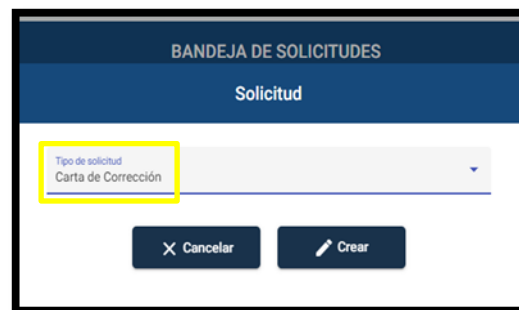 BANDEJA DE SOLICITUDES
Solicitud
Tipo de solicitud
Carta de Corrección
Cancelar
Crear